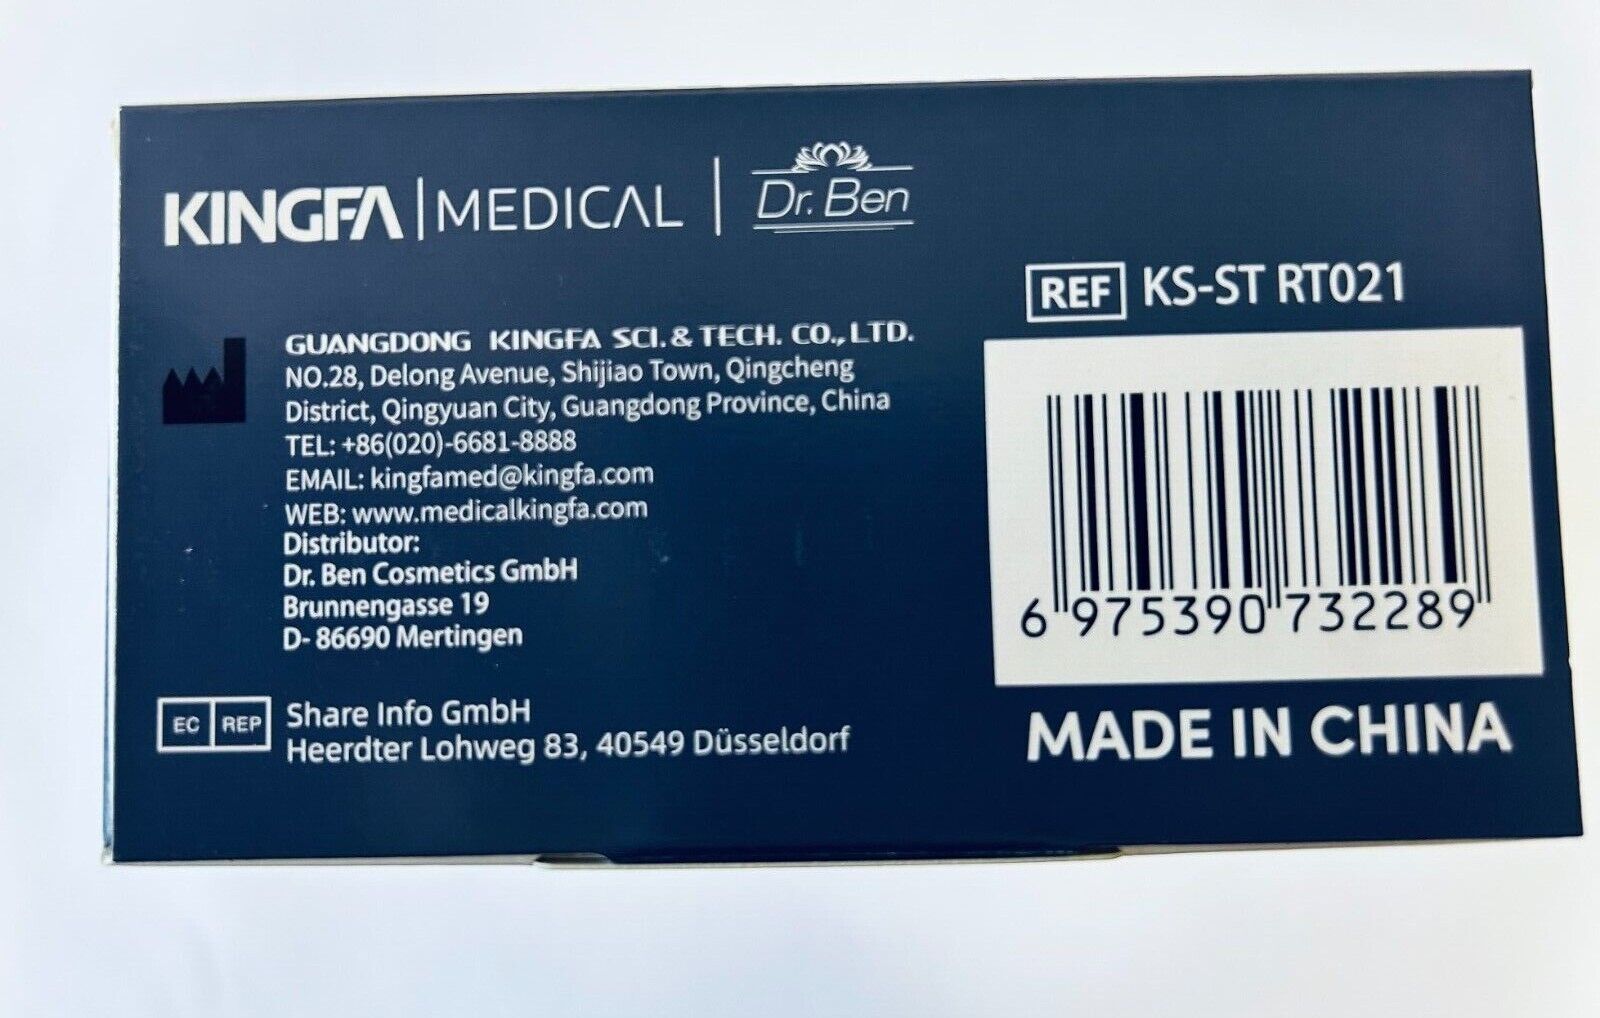 KINGFA | MEDICAL | Dr. Ben
REF KS-ST RT021
GUANGDONG KINGFA SCI. & TECH. CO., LTD.
NO.28, Delong Avenue, Shijiao Town, Qingcheng
District, Qingyuan City, Guangdong Province, China
TEL: +86(020)-6681-8888
EMAIL: kingfamed@kingfa.com
WEB: www.medicalkingfa.com
Distributor:
Dr. Ben Cosmetics GmbH
Brunnengasse 19
D- 86690 Mertingen
EC REP Share Info GmbH
Heerdter Lohweg 83, 40549 Düsseldorf
6 975390 732289
MADE IN CHINA